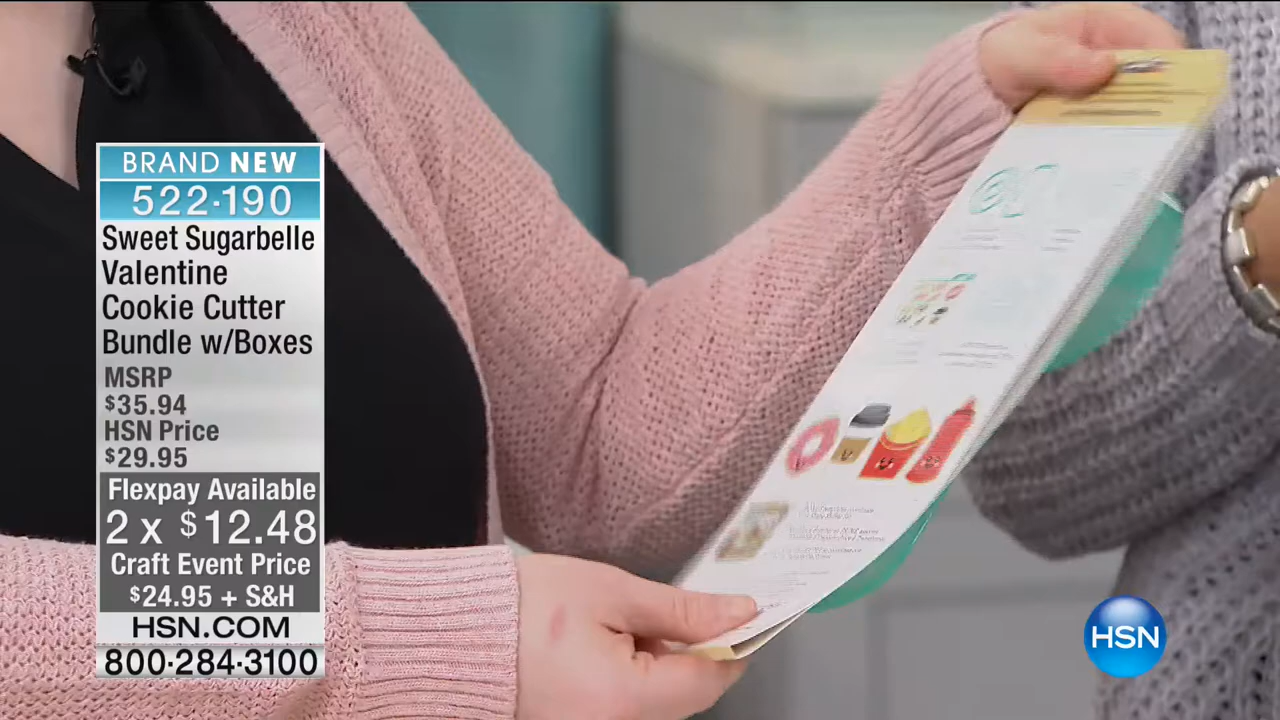 BRAND NEW
522·190
Sweet Sugarbelle
Valentine
Cookie Cutter
Bundle w/Boxes
MSRP
$35.94
HSN Price
$29.95
Flexpay Available
2 x $12.48
Craft Event Price
$24.95 + S&H
HSN.COM
800·284·3100
HSN